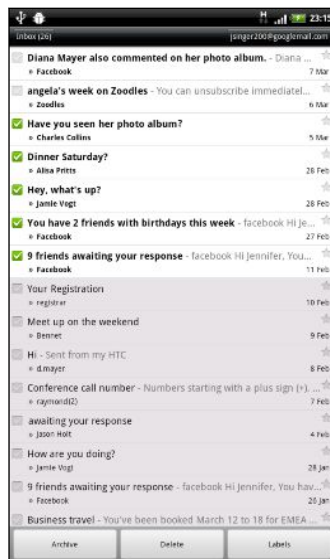 H 23:15
Inbox (26) jsinger200@googlemail.com
Diana Mayer also commented on her photo album. - Diana ...
» Facebook 7 Mar
angela's week on Zoodles - You can unsubscribe immediatel...
» Zoodles 6 Mar
Have you seen her photo album?
» Charles Collins 5 Mar
Dinner Saturday?
» Alisa Pritts 28 Feb
Hey, what's up?
» Jamie Vogt 28 Feb
You have 2 friends with birthdays this week - facebook Hi Je...
» Facebook 27 Feb
9 friends awaiting your response - facebook Hi Jennifer, You...
» Facebook 11 Feb
Your Registration
» registrar 10 Feb
Meet up on the weekend
» Bennet 9 Feb
Hi - Sent from my HTC
» d.mayer 8 Feb
Conference call number - Numbers starting with a plus sign (+). ...
» raymond(2) 7 Feb
awaiting your response
» Jason Holt 4 Feb
How are you doing?
» Jamie Vogt 28 Jan
9 friends awaiting your response - facebook Hi Jennifer, You hav...
» Facebook 26 Jan
Business travel - You've been booked March 12 to 18 for EMEA ...
Archive Delete Labels